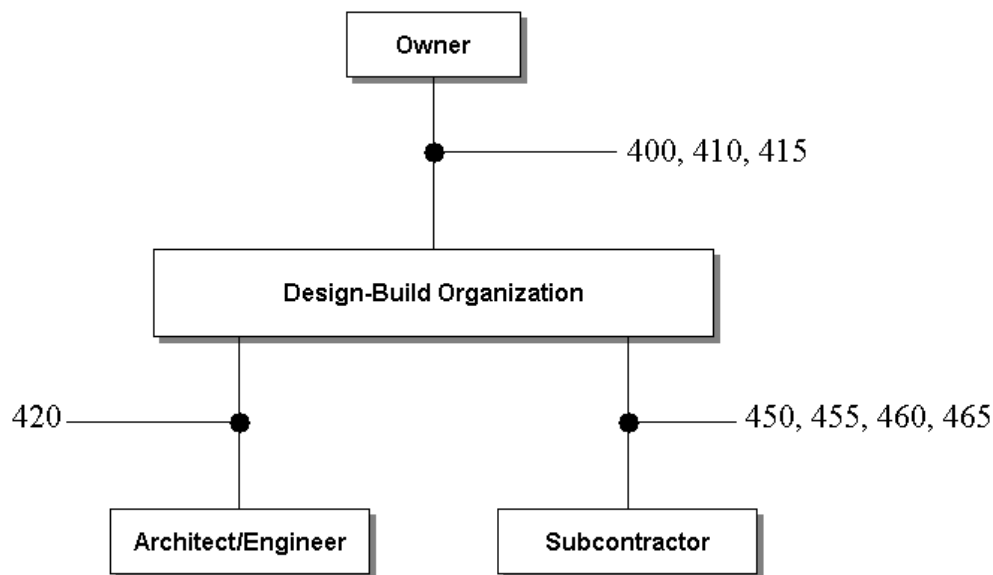 Owner
400, 410, 415
Design-Build Organization
420
450, 455, 460, 465
Architect/Engineer
Subcontractor